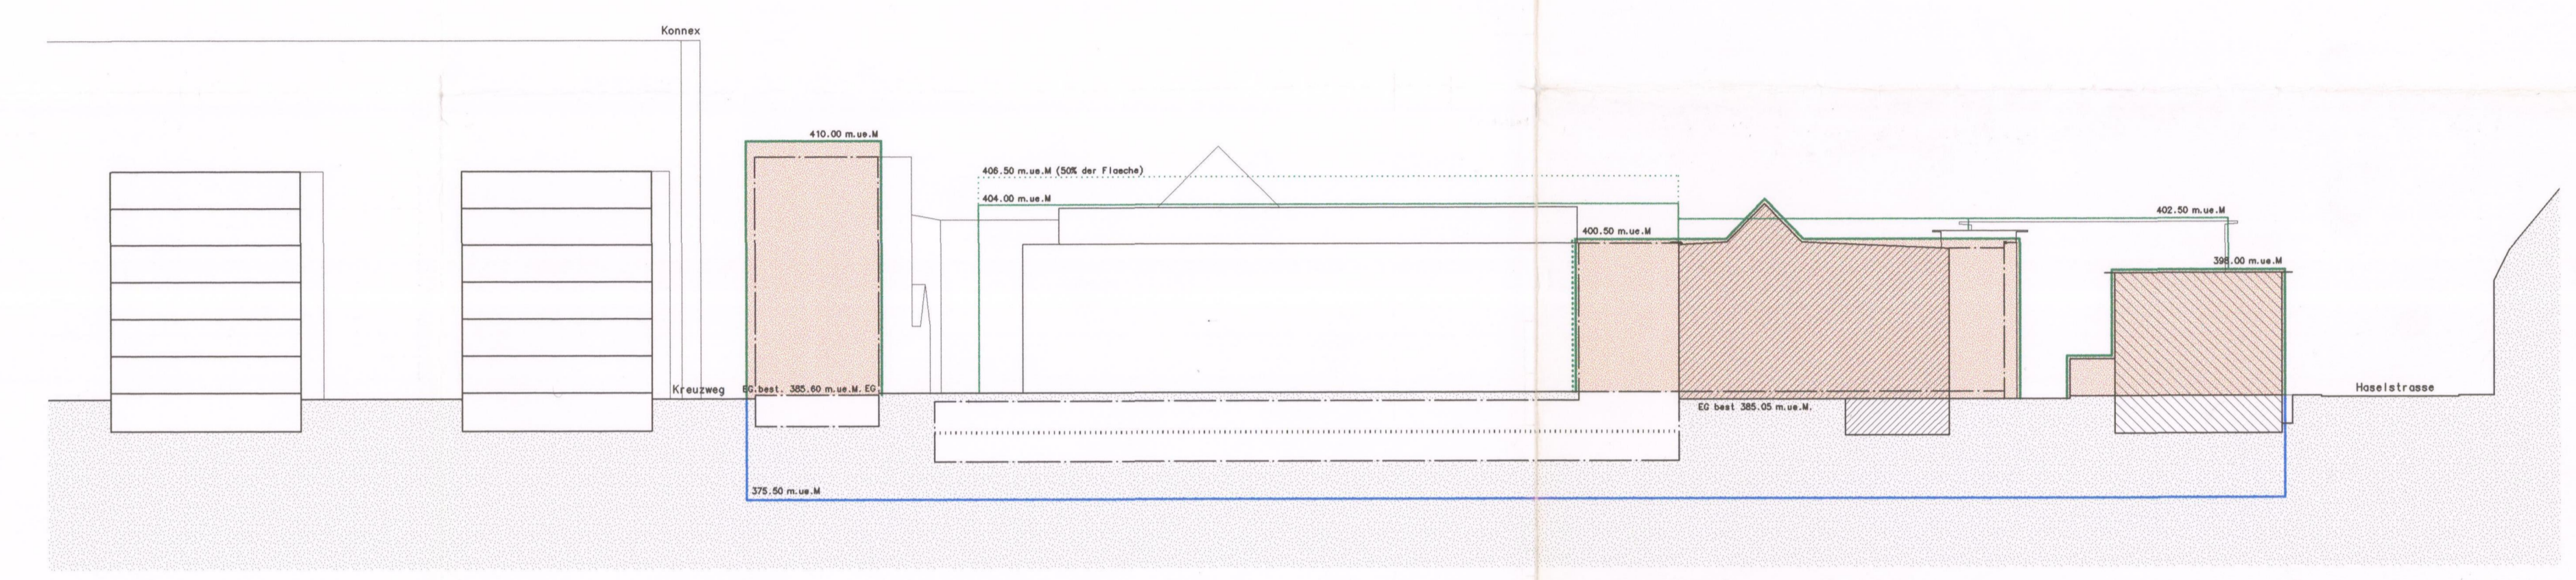 Konnex
410.00 m.ue.M
406.50 m.ue.M (50% der Flaeche)
404.00 m.ue.M
402.50 m.ue.M
400.50 m.ue.M
398.00 m.ue.M
Kreuzweg
EG.best. 385.60 m.ue.M. EG
Haselstrasse
EG best 385.05 m.ue.M.
375.50 m.ue.M